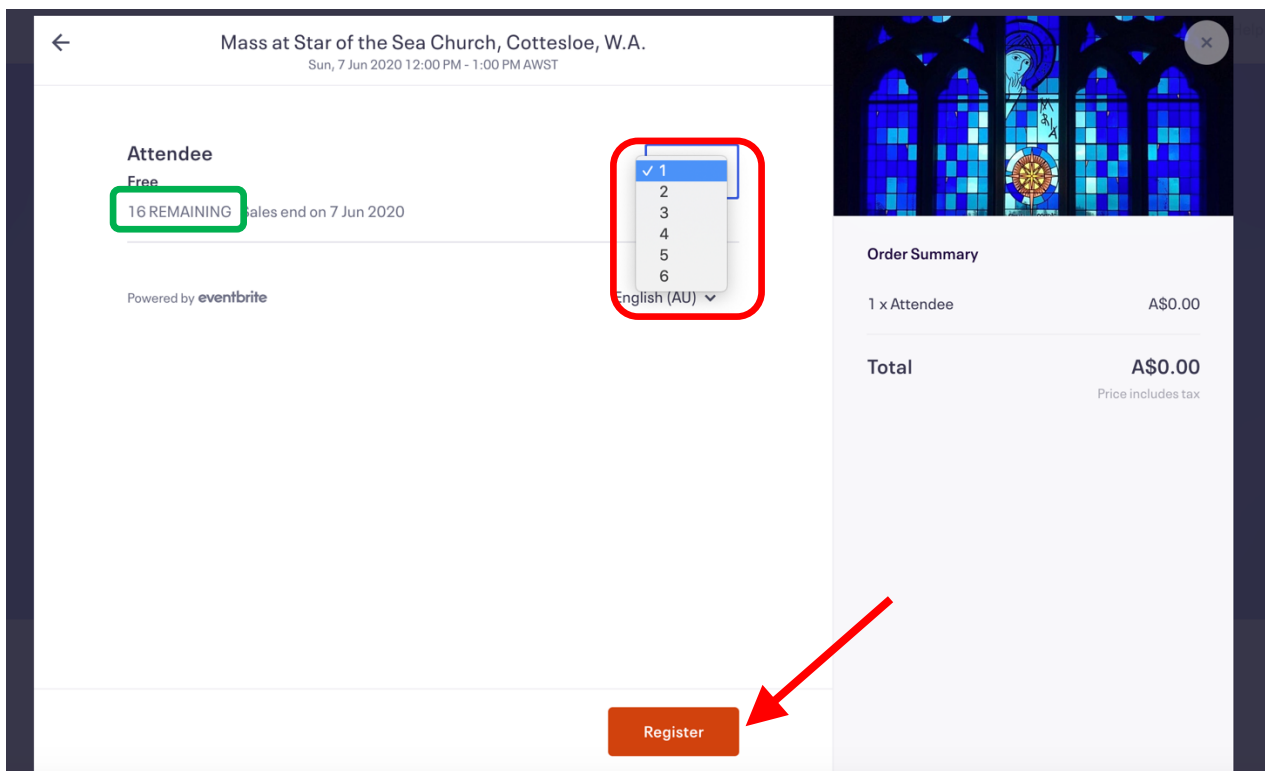 Mass at Star of the Sea Church, Cottesloe, W.A.
Sun, 7 Jun 2020 12:00 PM - 1:00 PM AWST
Attendee
Free
16 REMAINING Sales end on 7 Jun 2020
✓ 1
2
3
4
5
6
Powered by eventbrite
English (AU)
MARIA
Order Summary
1 x Attendee A$0.00
Total A$0.00
Price includes tax
Register